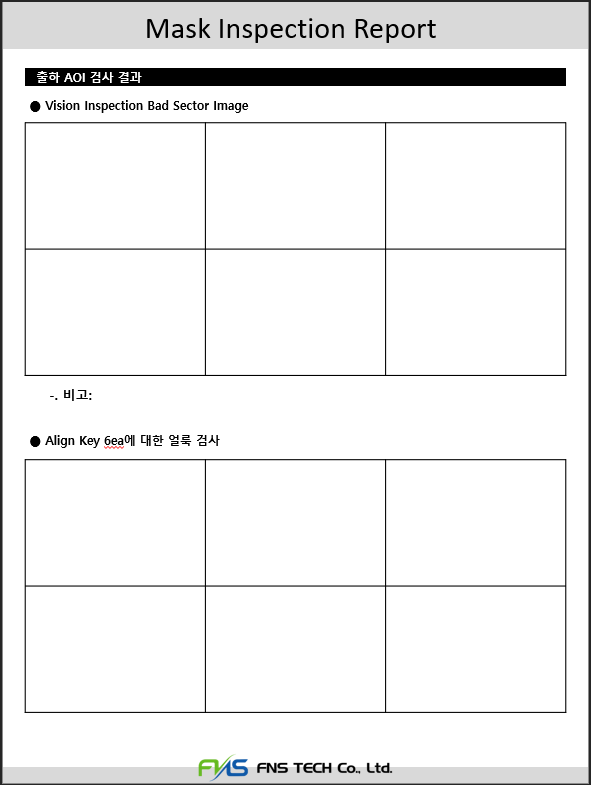 Mask Inspection Report
출하 AOI 검사 결과
● Vision Inspection Bad Sector Image
-. 비고:
● Align Key 6ea에 대한 얼룩 검사
FNS FNS TECH Co., Ltd.